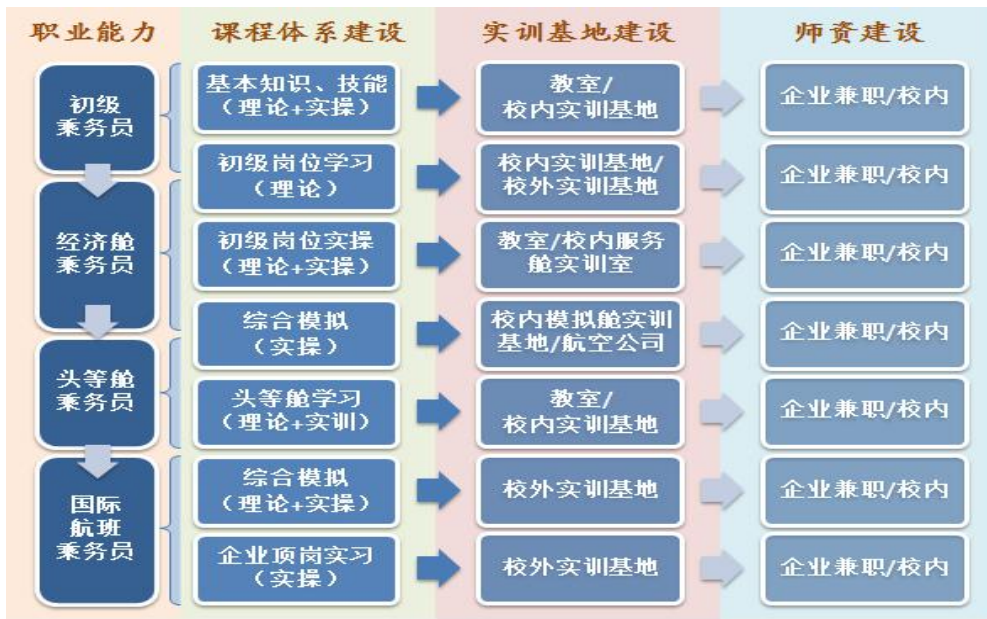 职业能力
课程体系建设
实训基地建设
师资建设
初级
乘务员
经济舱
乘务员
头等舱
乘务员
国际
航班
乘务员
基本知识、技能
（理论+实操）
教室/
校内实训基地
企业兼职/校内
初级岗位学习
（理论）
校内实训基地/
校外实训基地
企业兼职/校内
初级岗位实操
（理论+实操）
教室/校内服务
舱实训室
企业兼职/校内
综合模拟
（实操）
校内模拟舱实训
基地/航空公司
企业兼职/校内
头等舱学习
（理论+实训）
教室/
校内实训基地
企业兼职/校内
综合模拟
（理论+实操）
校外实训基地
企业兼职/校内
企业顶岗实习
（实操）
校外实训基地
企业兼职/校内